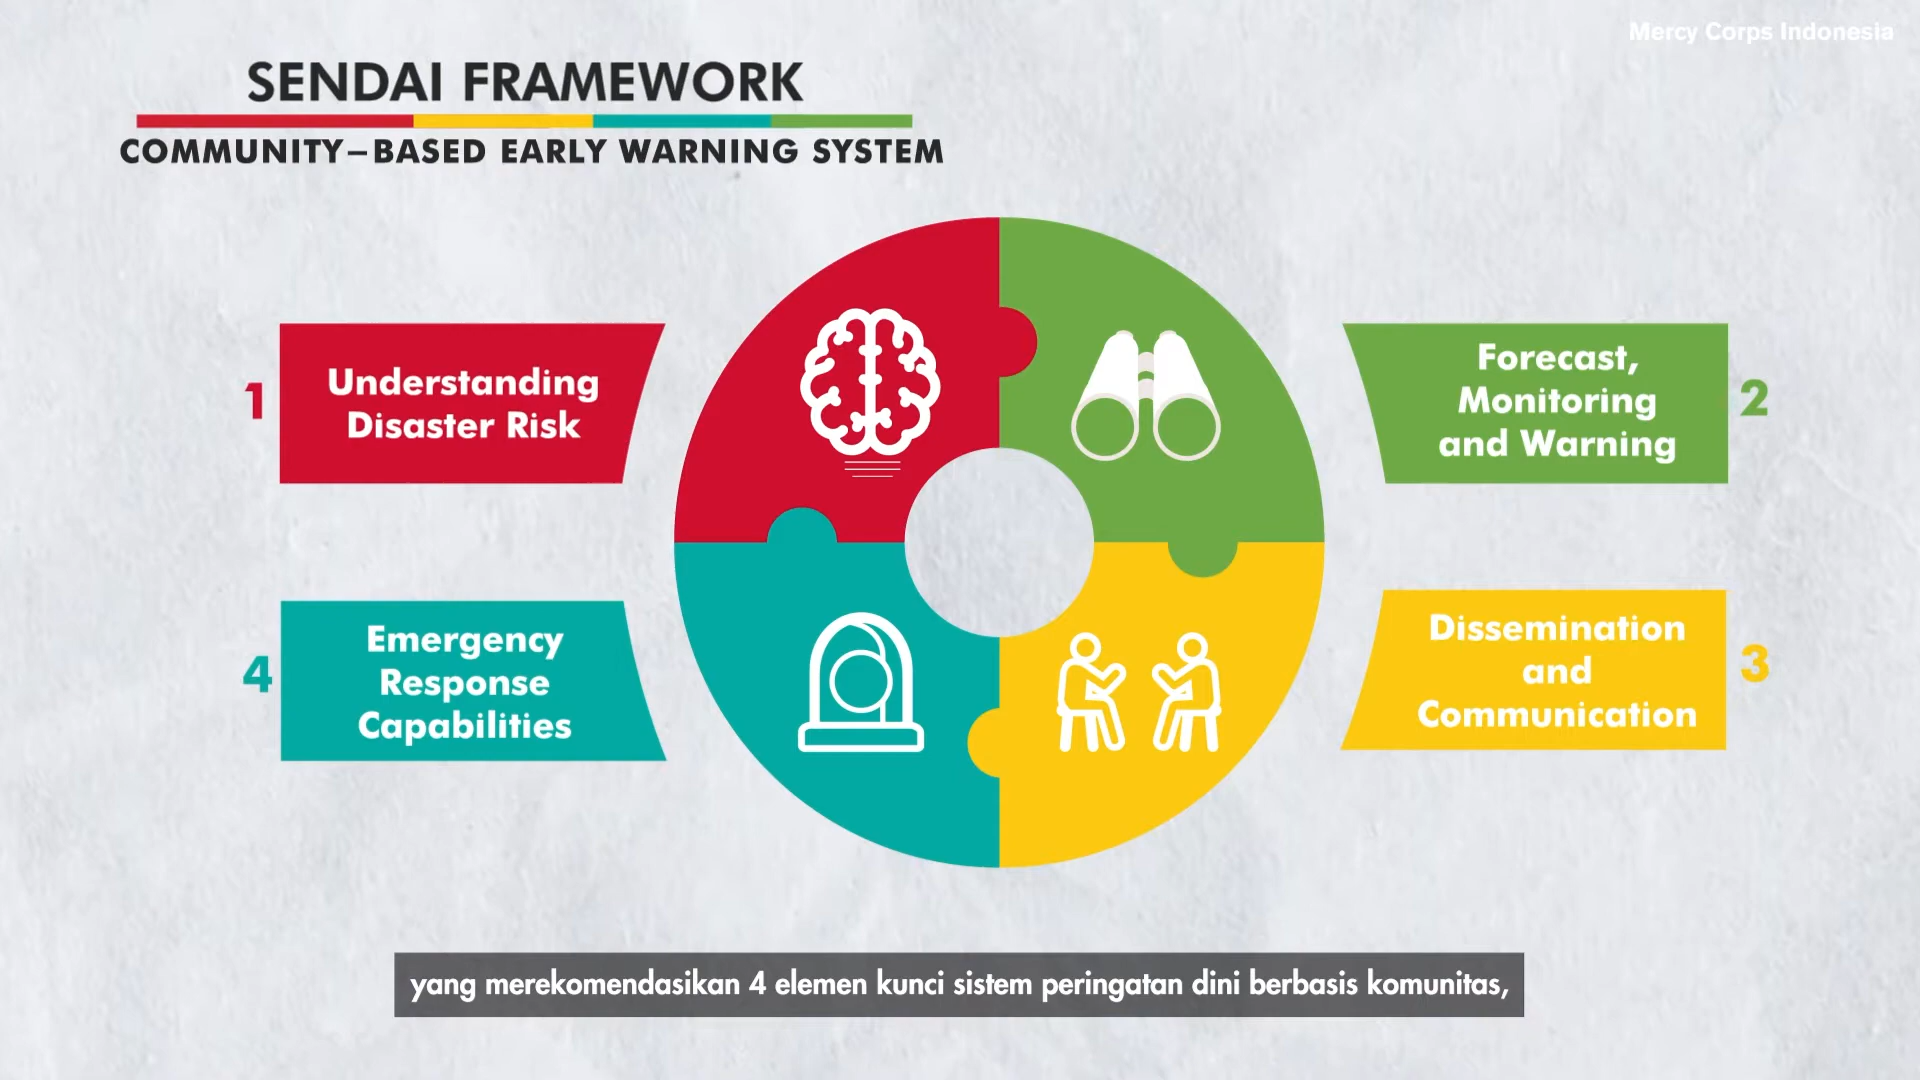 Mercy Corps Indonesia
SENDAI FRAMEWORK
COMMUNITY–BASED EARLY WARNING SYSTEM
1
Understanding
Disaster Risk
Forecast,
Monitoring
and Warning
2
4
Emergency
Response
Capabilities
Dissemination
and
Communication
3
yang merekomendasikan 4 elemen kunci sistem peringatan dini berbasis komunitas,